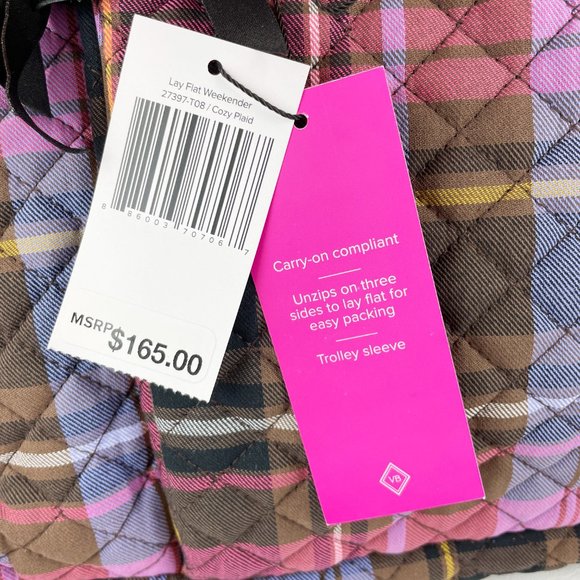 Lay Flat Weekender
27397-T08 / Cozy Plaid
8 86003 70706 7
MSRP $165.00
Carry-on compliant
Unzips on three
sides to lay flat for
easy packing
Trolley sleeve
VB